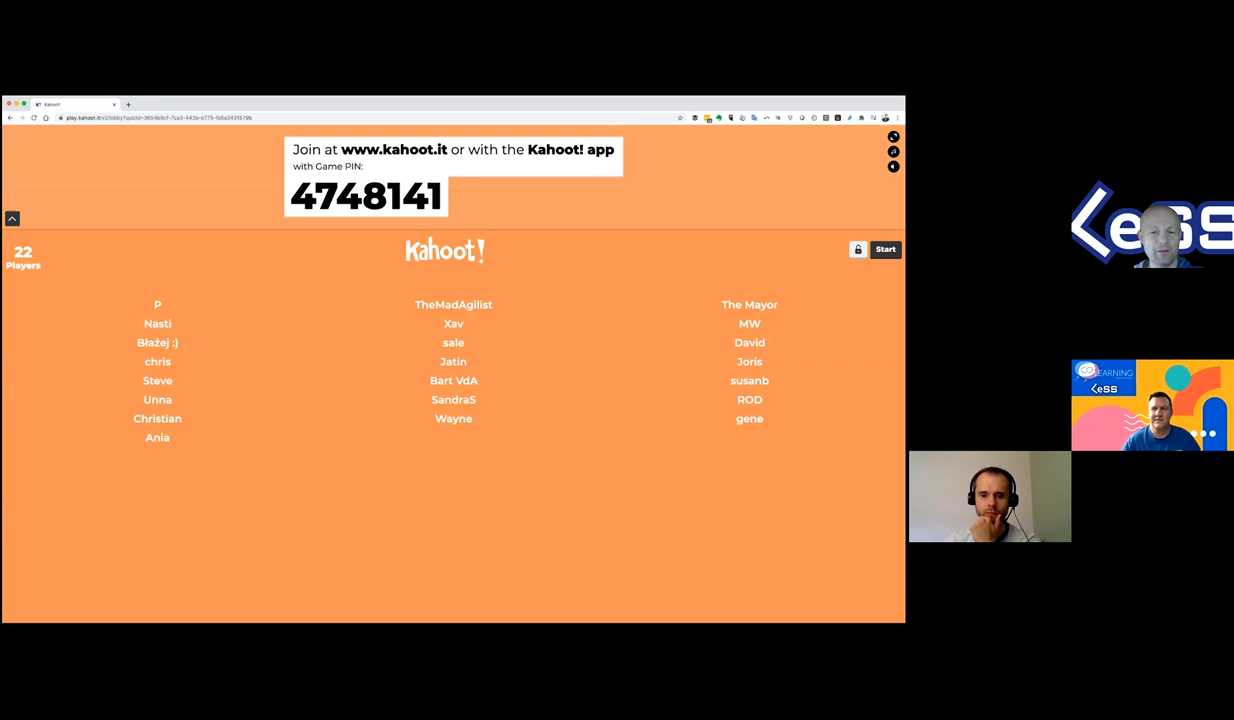 Kahoot!
Join at www.kahoot.it or with the Kahoot! app
with Game PIN:
4748141
22
Players
Kahoot!
Start
P
TheMadAgilist
The Mayor
Nasti
Xav
MW
Błażej :)
sale
David
chris
Jatin
Joris
Steve
Bart VdA
susanb
Unna
SandraS
ROD
Christian
Wayne
gene
Ania
LeSS
CO-LEARNING
LeSS